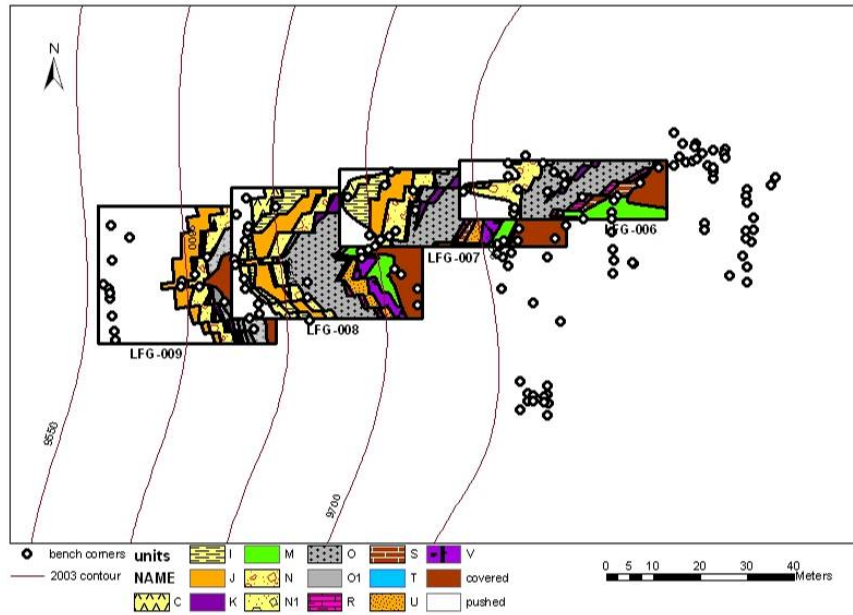 N
9600
LFG-006
LFG-007
LFG-008
LFG-009
9550
9700
bench corners units I M O S V
2003 contour NAME J N O1 T covered
C K N1 R U pushed
0 5 10 20 30 40
Meters